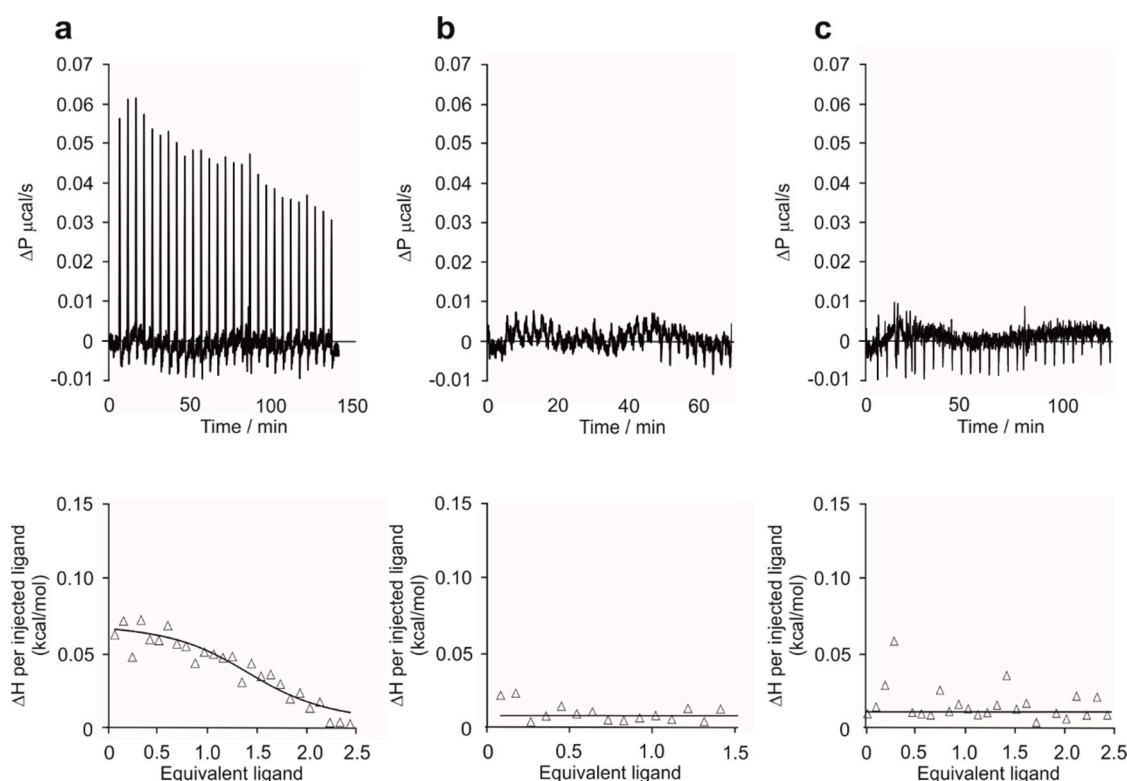 a
b
c
0.07
0.06
0.05
0.04
0.03
0.02
0.01
0
-0.01
ΔP µcal/s
0 50 100 150
Time / min
0.07
0.06
0.05
0.04
0.03
0.02
0.01
0
-0.01
ΔP µcal/s
0 20 40 60
Time / min
0.07
0.06
0.05
0.04
0.03
0.02
0.01
0
-0.01
ΔP µcal/s
0 50 100
Time / min
0.15
0.10
0.05
0
ΔH per injected ligand
(kcal/mol)
0 0.5 1.0 1.5 2.0 2.5
Equivalent ligand
0.15
0.10
0.05
0
ΔH per injected ligand
(kcal/mol)
0 0.5 1.0 1.5
Equivalent ligand
0.15
0.10
0.05
0
ΔH per injected ligand
(kcal/mol)
0 0.5 1.0 1.5 2.0 2.5
Equivalent ligand